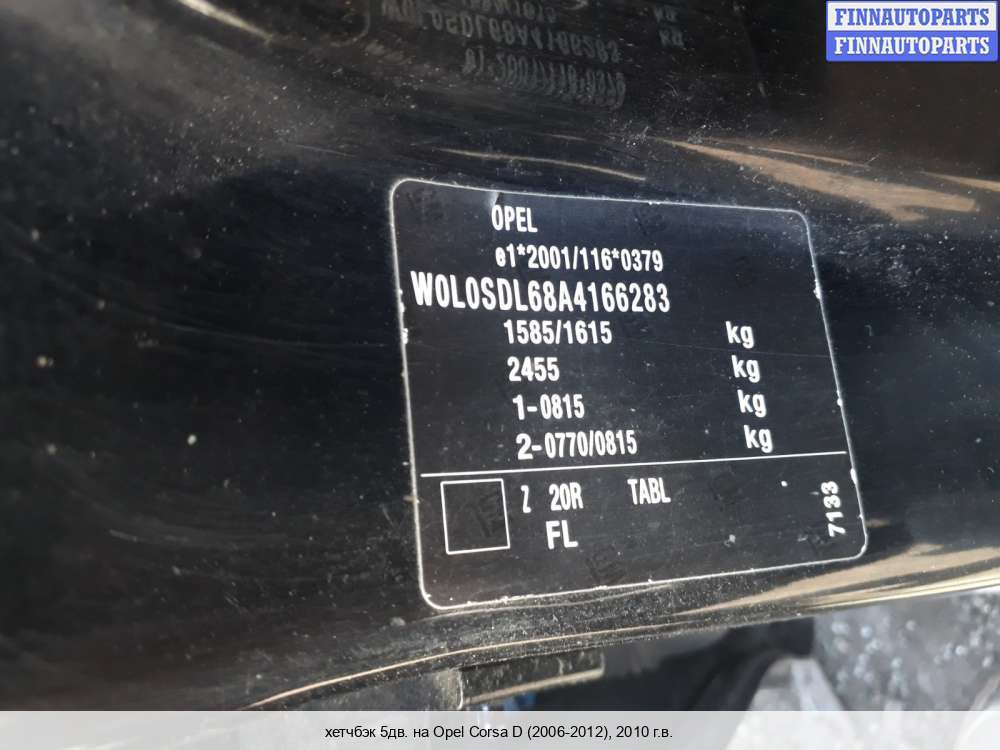 FINNAUTOPARTS
FINNAUTOPARTS
OPEL
e1*2001/116*0379
W0L0SDL68A4166283
1585/1615 kg
2455 kg
1-0815 kg
2-0770/0815 kg
Z 20R TABL
FL
7133
хетчбэк 5дв. на Opel Corsa D (2006-2012), 2010 г.в.